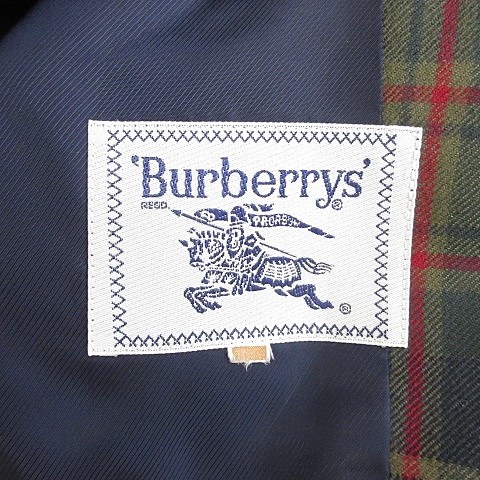 'Burberrys'®
REGD.
PRORSUM
®